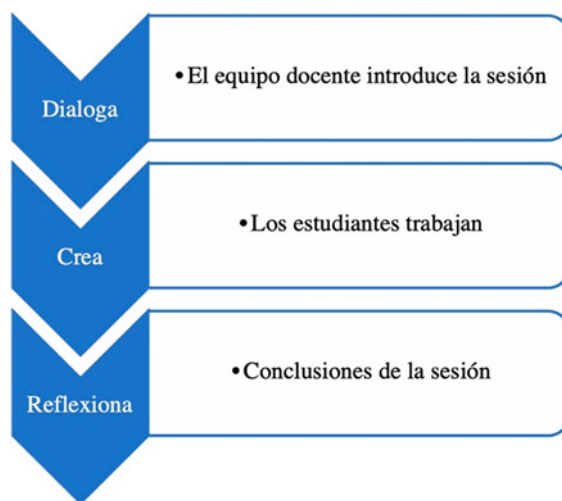 Dialoga
• El equipo docente introduce la sesión
Crea
• Los estudiantes trabajan
Reflexiona
• Conclusiones de la sesión